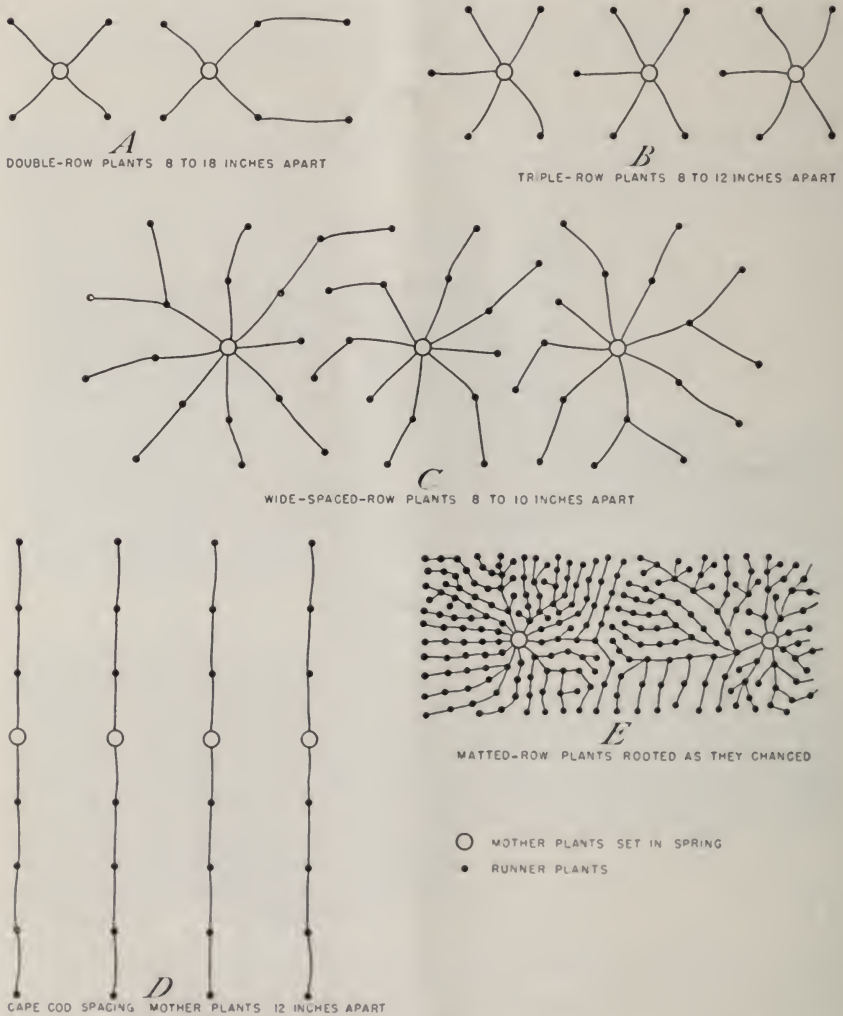 A
DOUBLE-ROW PLANTS 8 TO 18 INCHES APART
B
TRIPLE-ROW PLANTS 8 TO 12 INCHES APART
C
WIDE-SPACED-ROW PLANTS 8 TO 10 INCHES APART
D
CAPE COD SPACING MOTHER PLANTS 12 INCHES APART
E
MATTED-ROW PLANTS ROOTED AS THEY CHANCED
MOTHER PLANTS SET IN SPRING
RUNNER PLANTS